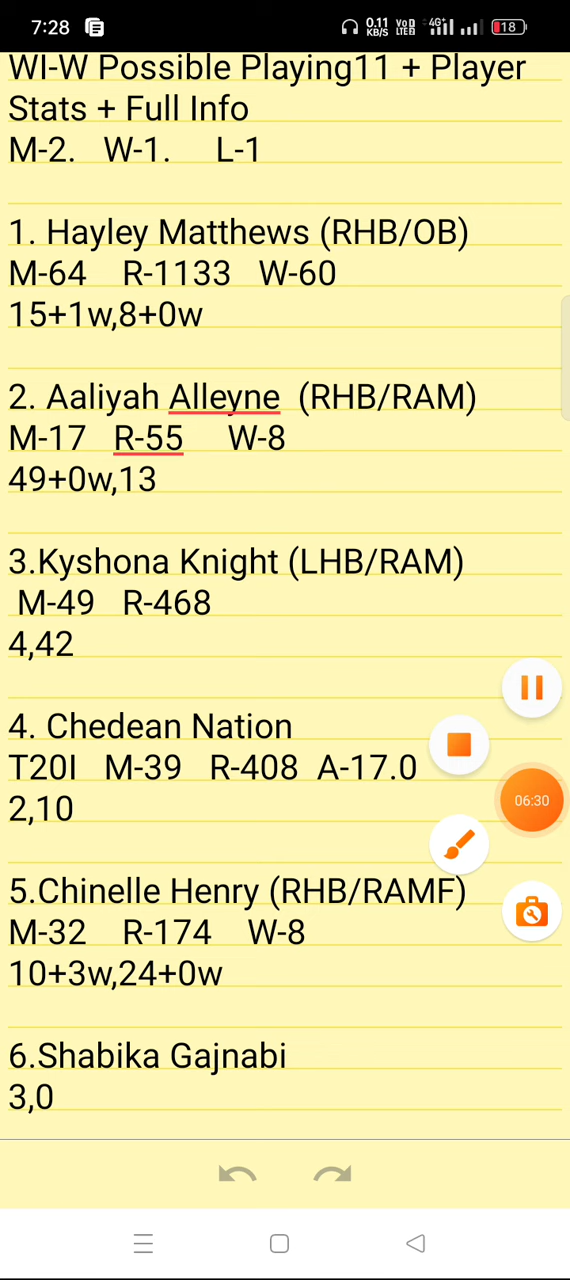 7:28
0.11 KB/S VoD LTE2 4G+ 18
WI-W Possible Playing11 + Player
Stats + Full Info
M-2. W-1. L-1
1. Hayley Matthews (RHB/OB)
M-64 R-1133 W-60
15+1w,8+0w
2. Aaliyah Alleyne (RHB/RAM)
M-17 R-55 W-8
49+0w,13
3.Kyshona Knight (LHB/RAM)
M-49 R-468
4,42
4. Chedean Nation
T20I M-39 R-408 A-17.0
2,10
06:30
5.Chinelle Henry (RHB/RAMF)
M-32 R-174 W-8
10+3w,24+0w
6.Shabika Gajnabi
3,0